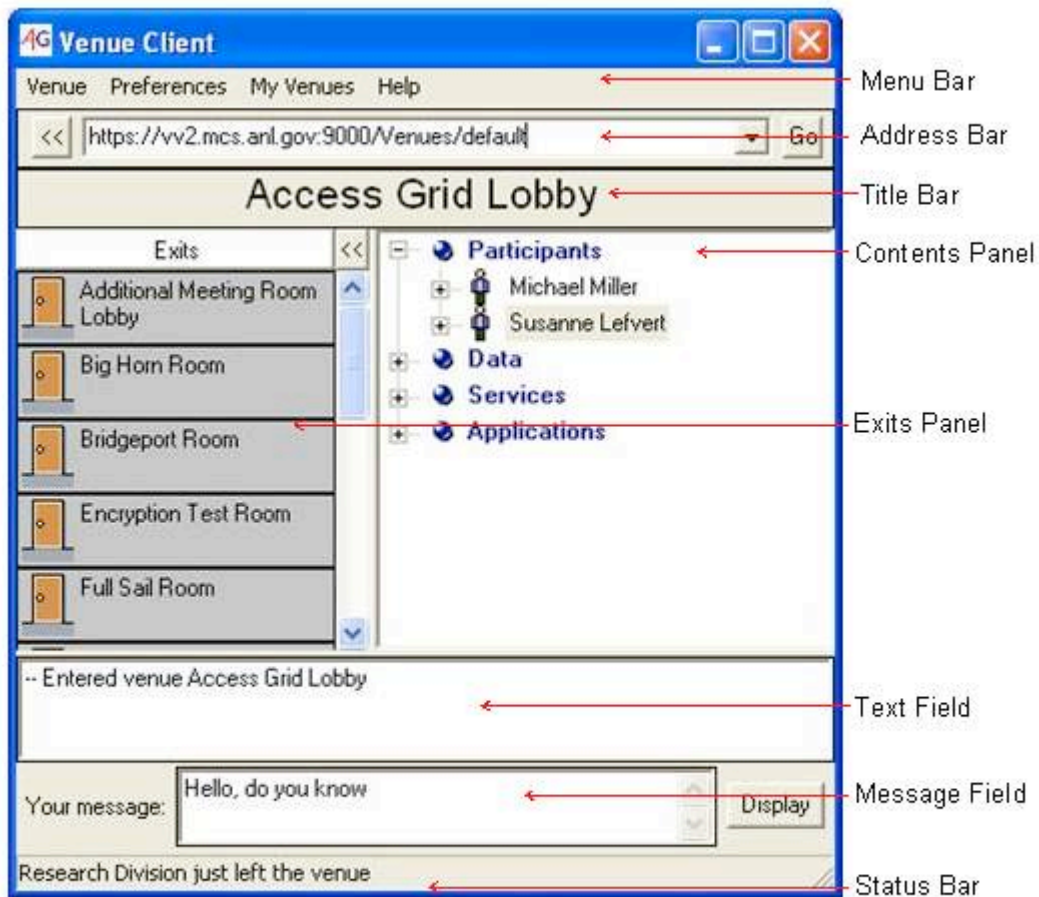 AG Venue Client
Venue Preferences My Venues Help
Menu Bar
<< https://vv2.mcs.anl.gov:9000/Venues/default Go
Address Bar
Access Grid Lobby
Title Bar
Exits <<
Additional Meeting Room
Lobby
Big Horn Room
Bridgeport Room
Encryption Test Room
Full Sail Room
Participants
Michael Miller
Susanne Lefvert
Data
Services
Applications
Contents Panel
Exits Panel
-- Entered venue Access Grid Lobby
Text Field
Your message:
Hello, do you know
Display
Message Field
Research Division just left the venue
Status Bar